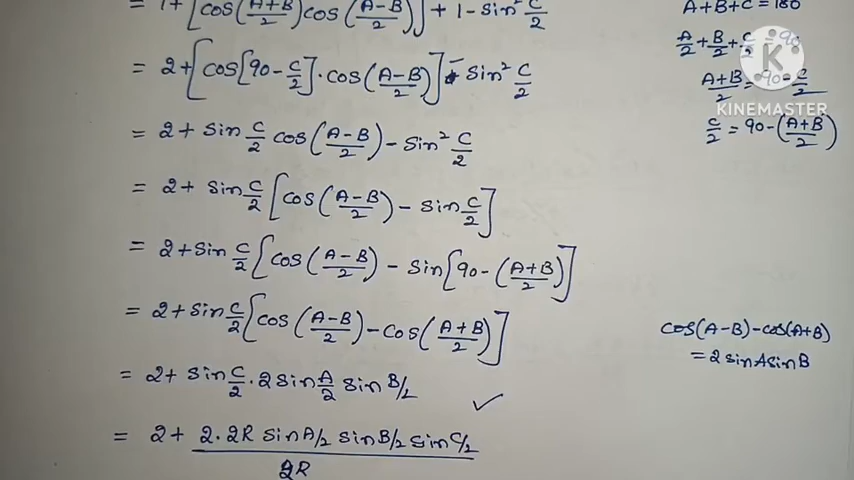 = 1+[cos(A+B/2)cos(A-B/2)]+1-sin² C/2
= 2+[cos[90-C/2].cos(A-B/2)]- sin² C/2
= 2+ sin C/2 cos(A-B/2) - sin² C/2
= 2+ sin C/2 [cos(A-B/2) - sin C/2]
= 2+sin C/2 [cos(A-B/2) - sin[90-(A+B/2)]
= 2+sin C/2 [cos(A-B/2)-cos(A+B/2)]
= 2+ sin C/2 . 2 sin A/2 sin B/2
= 2+ 2.2R sin A/2 sin B/2 sin C/2
2R
A+B+C=180
A/2+B/2+C/2=90
A+B/2=90-C/2
KINEMASTER
C/2=90-(A+B/2)
cos(A-B)-cos(A+B)
=2 sinA sinB